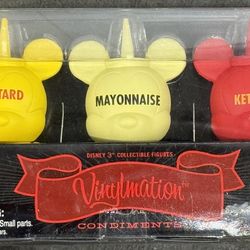 TARD
MAYONNAISE
KET
DISNEY 3" COLLECTIBLE FIGURES
Vinylmation
CONDIMENTS
Small parts.